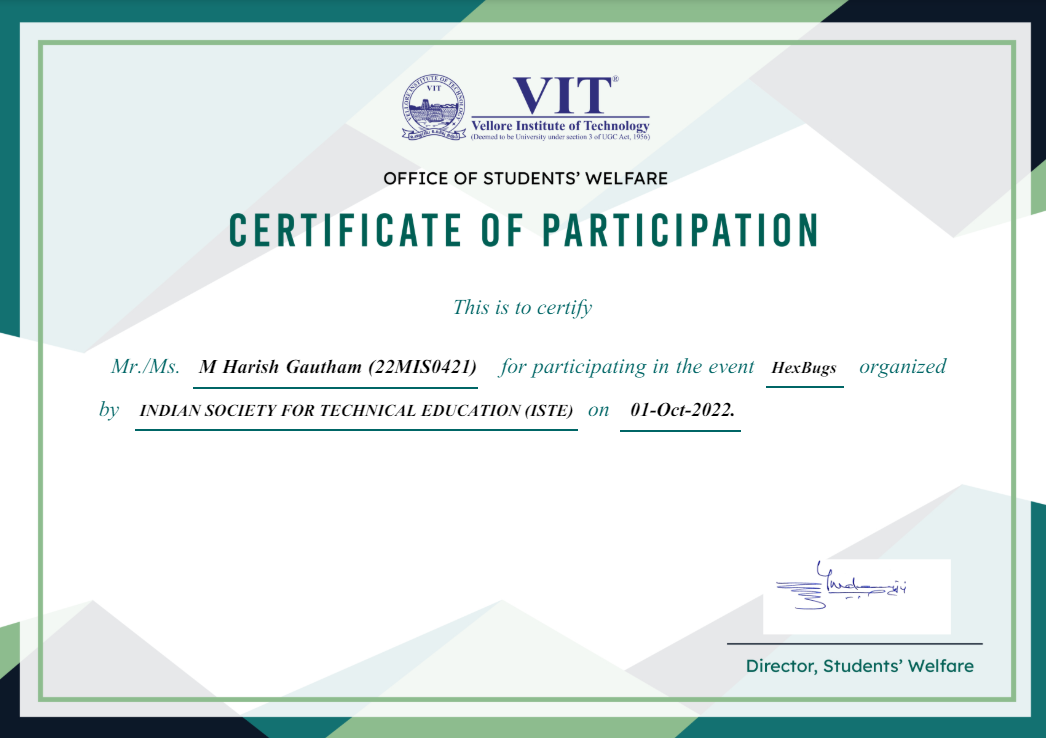 VELLORE INSTITUTE OF TECHNOLOGY
VIT
VIT®
Vellore Institute of Technology
(Deemed to be University under section 3 of UGC Act, 1956)
OFFICE OF STUDENTS' WELFARE
CERTIFICATE OF PARTICIPATION
This is to certify
Mr./Ms. M Harish Gautham (22MIS0421) for participating in the event HexBugs organized
by INDIAN SOCIETY FOR TECHNICAL EDUCATION (ISTE) on 01-Oct-2022.
Director, Students' Welfare